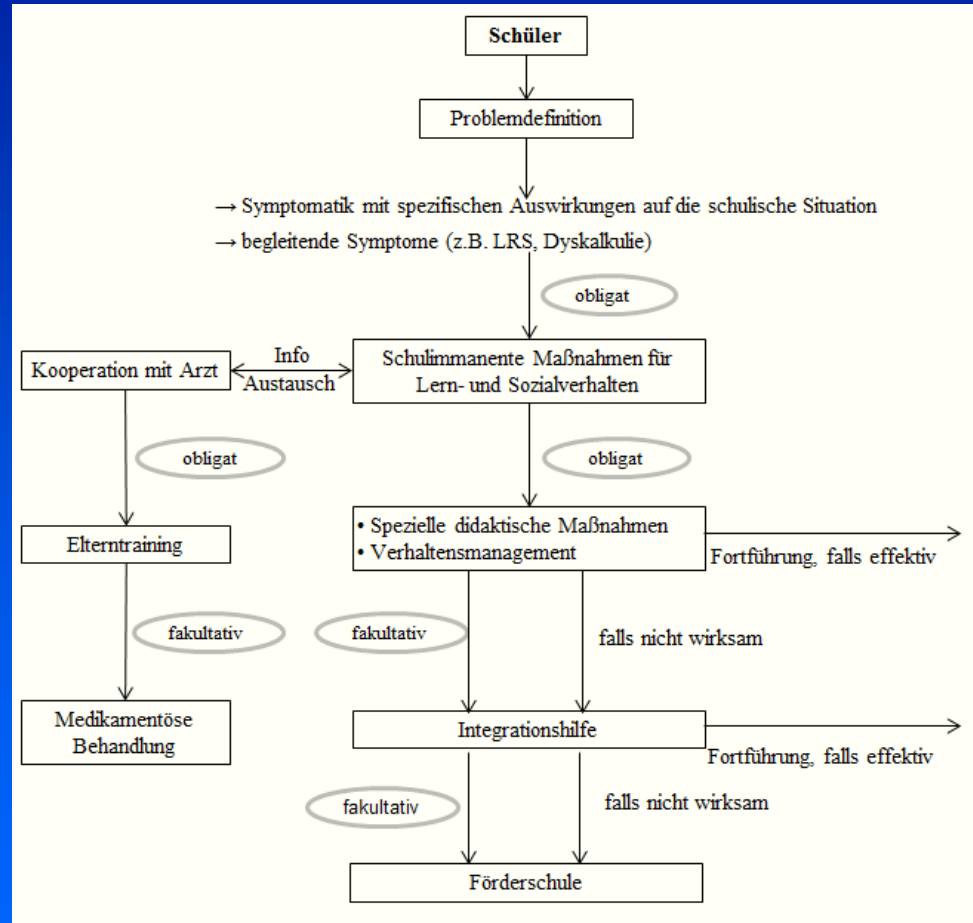 Schüler
Problemdefinition
→ Symptomatik mit spezifischen Auswirkungen auf die schulische Situation
→ begleitende Symptome (z.B. LRS, Dyskalkulie)
obligat
Kooperation mit Arzt
Info
Austausch
Schulimmanente Maßnahmen für
Lern- und Sozialverhalten
obligat
obligat
Elterntraining
• Spezielle didaktische Maßnahmen
• Verhaltensmanagement
Fortführung, falls effektiv
fakultativ
fakultativ
falls nicht wirksam
Medikamentöse
Behandlung
Integrationshilfe
Fortführung, falls effektiv
fakultativ
falls nicht wirksam
Förderschule